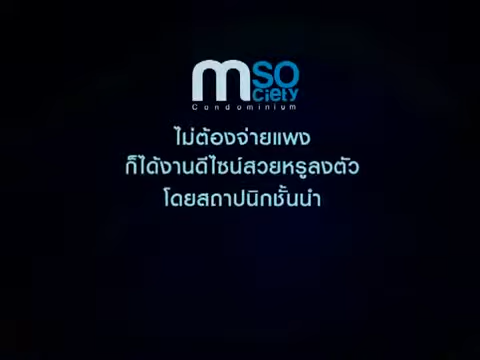 mso
ciety
Condominium
ไม่ต้องจ่ายแพง
ก็ได้งานดีไซน์สวยหรูลงตัว
โดยสถาปนิกชั้นนำ